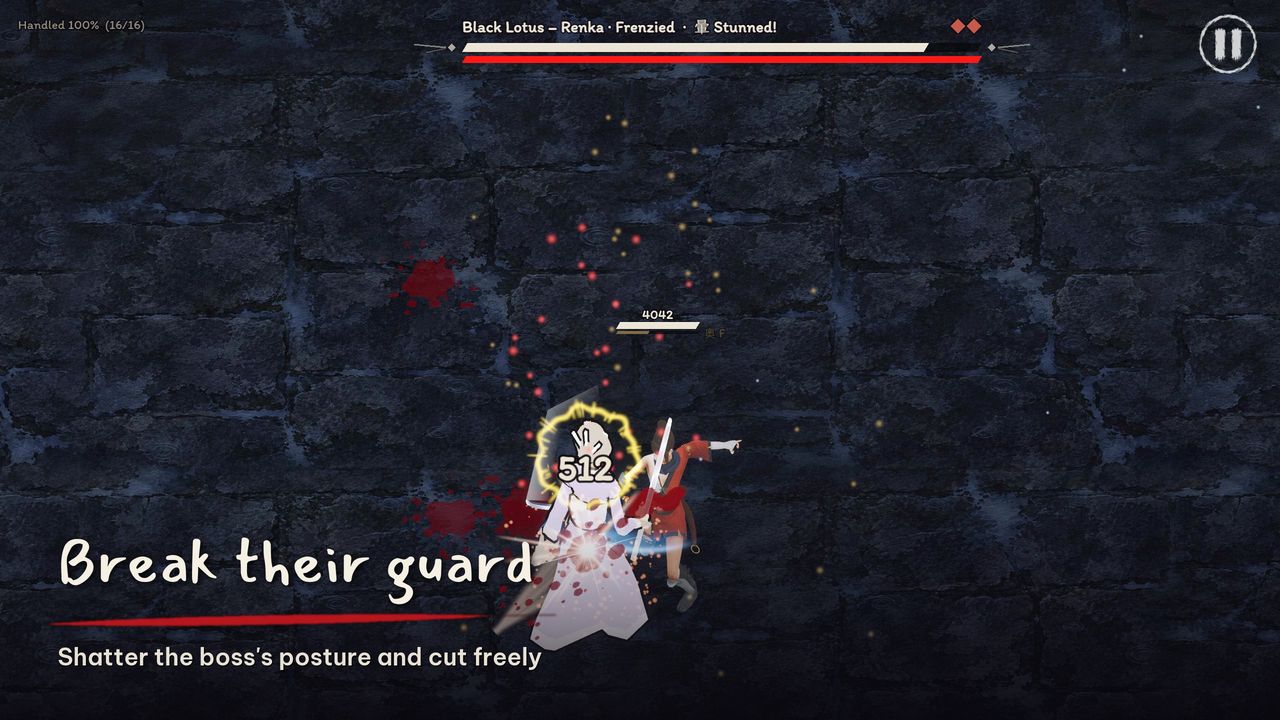 Handled 100% (16/16)
Black Lotus – Renka · Frenzied · Stunned!
4042
F
512
Break their guard
Shatter the boss's posture and cut freely